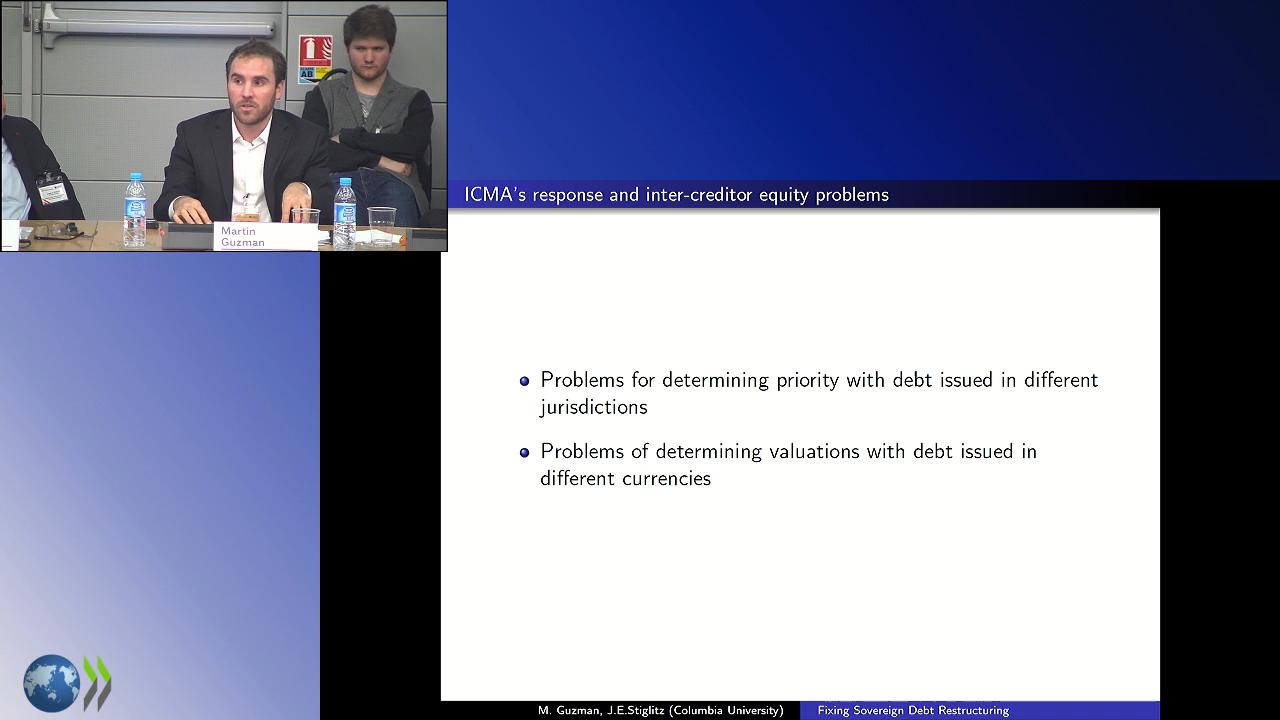 AB
Martin
Guzman
ICMA's response and inter-creditor equity problems
Problems for determining priority with debt issued in different
jurisdictions
Problems of determining valuations with debt issued in
different currencies
M. Guzman, J.E.Stiglitz (Columbia University)
Fixing Sovereign Debt Restructuring